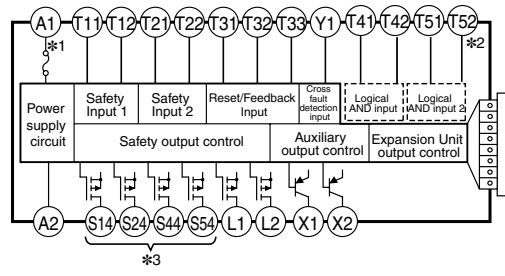 A1 T11 T12 T21 T22 T31 T32 T33 Y1 T41 T42 T51 T52
*1 *2
Power supply circuit
Safety Input 1
Safety Input 2
Reset/Feedback Input
Cross fault detection input
Logical AND input 1
Logical AND input 2
Safety output control
Auxiliary output control
Expansion Unit output control
A2 S14 S24 S44 S54 L1 L2 X1 X2
*3